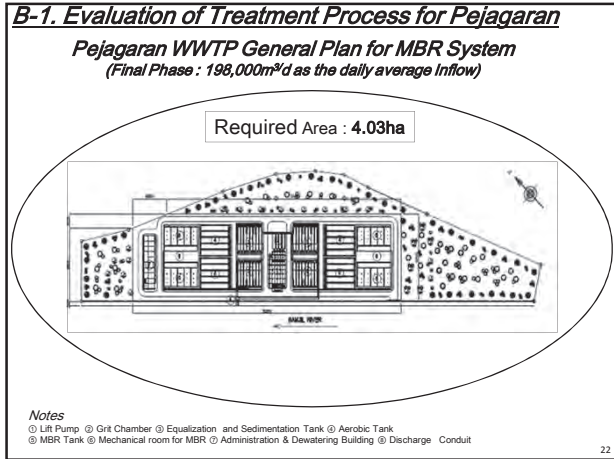 B-1. Evaluation of Treatment Process for Pejagaran
Pejagaran WWTP General Plan for MBR System
(Final Phase : 198,000m³/d as the daily average Inflow)
Required Area : 4.03ha
Notes
① Lift Pump ② Grit Chamber ③ Equalization and Sedimentation Tank ④ Aerobic Tank
⑤ MBR Tank ⑥ Mechanical room for MBR ⑦ Administration & Dewatering Building ⑧ Discharge Conduit
22